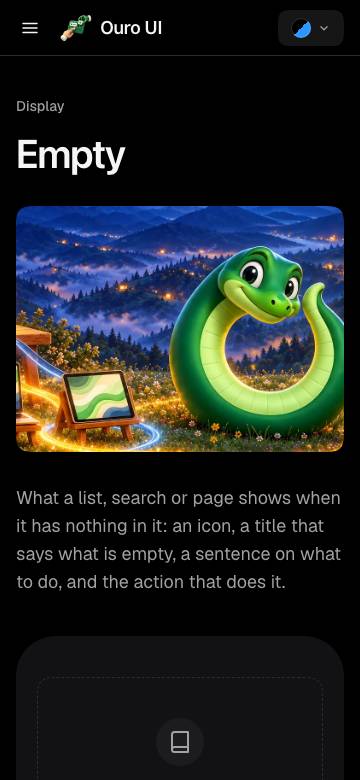 Ouro UI
Display
Empty
What a list, search or page shows when
it has nothing in it: an icon, a title that
says what is empty, a sentence on what
to do, and the action that does it.